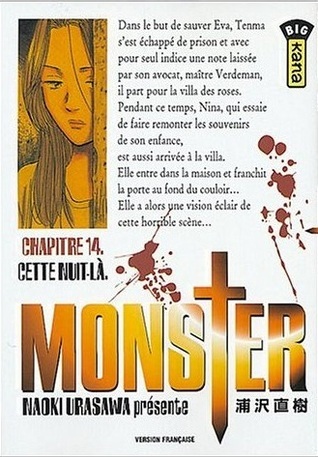 Dans le but de sauver Eva, Tenma
s'est échappé de prison et avec
pour seul indice une note laissée
par son avocat, maître Verdeman,
il part pour la villa des roses.
Pendant ce temps, Nina, qui essaie
de faire remonter les souvenirs
de son enfance,
est aussi arrivée à la villa.
Elle entre dans la maison et franchit
la porte au fond du couloir...
Elle a alors une vision éclair de
cette horrible scène...
BIG
KANA
CHAPITRE 14.
CETTE NUIT-LÀ.
MONSTER
NAOKI URASAWA présente
浦沢直樹
VERSION FRANÇAISE